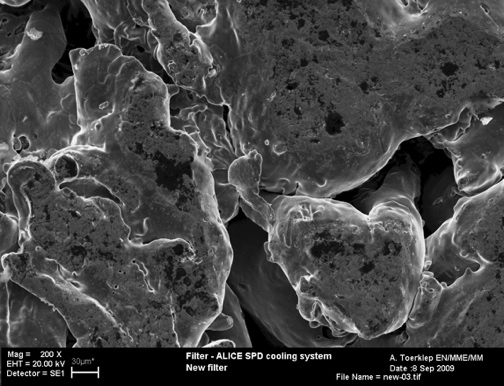 Mag = 200 X
EHT = 20.00 kV
Detector = SE1
30µm*
Filter - ALICE SPD cooling system
New filter
A. Toerklep EN/MME/MM
Date :8 Sep 2009
File Name = new-03.tif